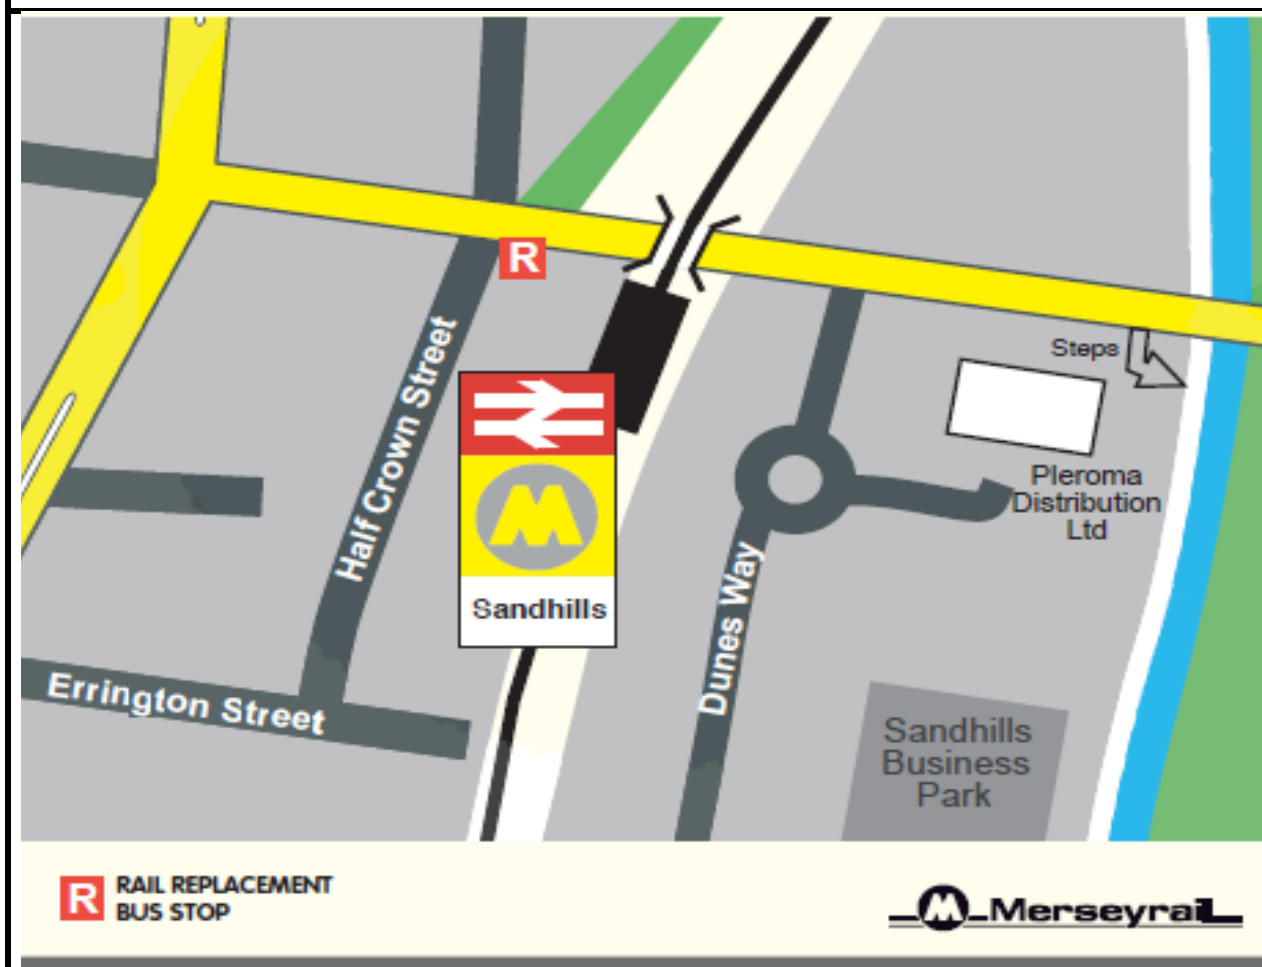 R
Half Crown Street
Steps
Pleroma
Distribution
Ltd
M
Sandhills
Dunes Way
Errington Street
Sandhills
Business
Park
R RAIL REPLACEMENT
BUS STOP
M Merseyrail